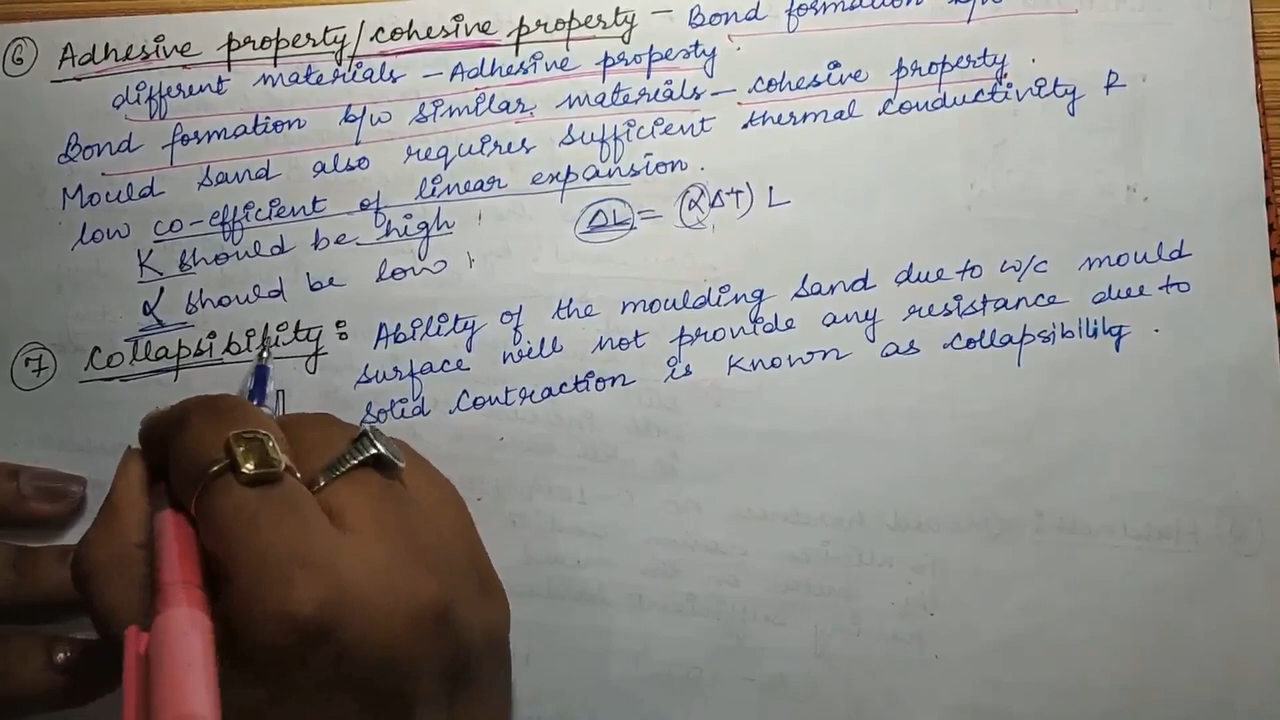 ⑥ Adhesive property/cohesive property - Bond formation b/w
different materials - Adhesive property.
Bond formation b/w similar materials - cohesive property.
Mould sand also requires sufficient thermal conductivity &
low co-efficient of linear expansion.
K should be high
ΔL = (αΔT) L
α should be low
⑦ Collapsibility: Ability of the moulding sand due to w/c mould
surface will not provide any resistance due to
solid contraction is known as collapsibility.